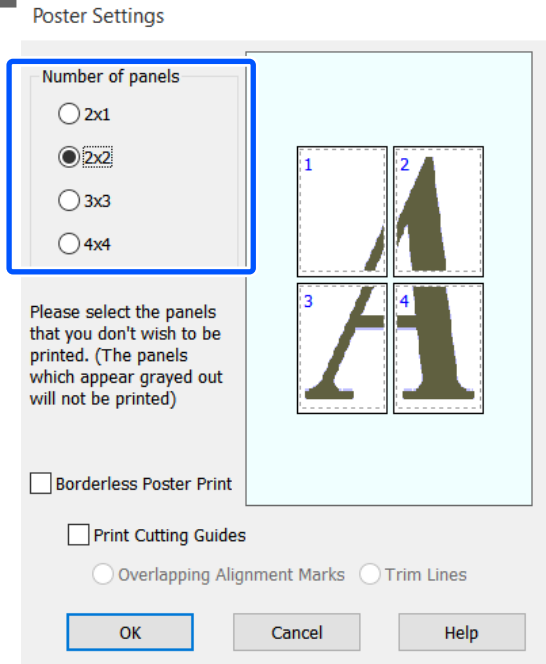 Poster Settings
Number of panels
2x1
2x2
3x3
4x4
1
2
3
4
Please select the panels
that you don't wish to be
printed. (The panels
which appear grayed out
will not be printed)
Borderless Poster Print
Print Cutting Guides
Overlapping Alignment Marks
Trim Lines
OK
Cancel
Help